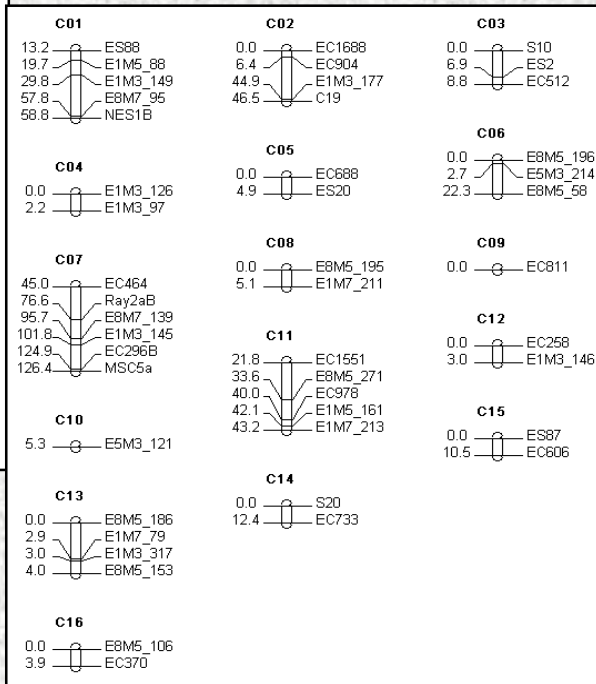 C01
13.2 ES88
19.7 E1M5_88
29.8 E1M3_149
57.8 E8M7_95
58.8 NES1B
C02
0.0 EC1688
6.4 EC904
44.9 E1M3_177
46.5 C19
C03
0.0 S10
6.9 ES2
8.8 EC512
C04
0.0 E1M3_126
2.2 E1M3_97
C05
0.0 EC688
4.9 ES20
C06
0.0 E8M5_196
2.7 E5M3_214
22.3 E8M5_58
C07
45.0 EC464
76.6 Ray2aB
95.7 E8M7_139
101.8 E1M3_145
124.9 EC296B
126.4 MSC5a
C08
0.0 E8M5_195
5.1 E1M7_211
C09
0.0 EC811
C10
5.3 E5M3_121
C11
21.8 EC1551
33.6 E8M5_271
40.0 EC978
42.1 E1M5_161
43.2 E1M7_213
C12
0.0 EC258
3.0 E1M3_146
C13
0.0 E8M5_186
2.9 E1M7_79
3.0 E1M3_317
4.0 E8M5_153
C14
0.0 S20
12.4 EC733
C15
0.0 ES87
10.5 EC606
C16
0.0 E8M5_106
3.9 EC370